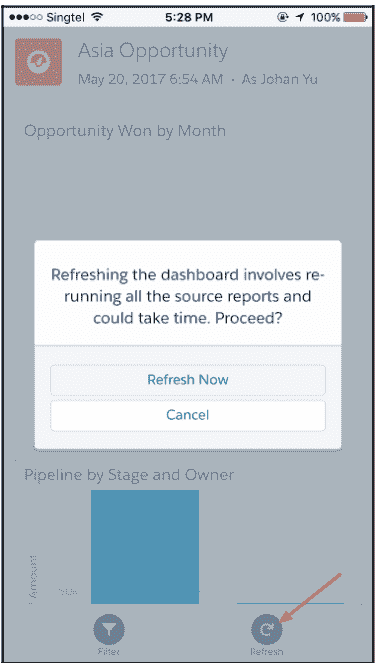 Singtel 5:28 PM 100%
Asia Opportunity
May 20, 2017 6:54 AM · As Johan Yu
Opportunity Won by Month
Refreshing the dashboard involves re-
running all the source reports and
could take time. Proceed?
Refresh Now
Cancel
Pipeline by Stage and Owner
Amount
Filter
Refresh